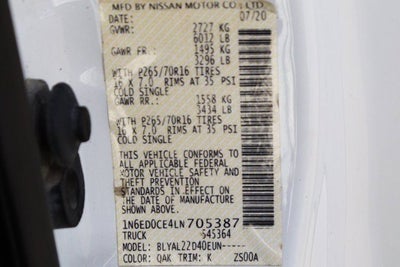 MFD BY NISSAN MOTOR CO., LTD.
DATE: 07/20
GVWR: 2727 KG
6012 LB
GAWR FR.: 1495 KG
3296 LB
WITH P265/70R16 TIRES
16 X 7.0 RIMS AT 35 PSI
COLD SINGLE
GAWR RR.: 1558 KG
3434 LB
WITH P265/70R16 TIRES
16 X 7.0 RIMS AT 35 PSI
COLD SINGLE
THIS VEHICLE CONFORMS TO
ALL APPLICABLE FEDERAL
MOTOR VEHICLE SAFETY AND
THEFT PREVENTION
STANDARDS IN EFFECT ON
THE DATE OF MANUFACTURE
SHOWN ABOVE.
1N6ED0CE4LN705387
TRUCK 545364
MODEL: BLYAL22D40EUN-----
COLOR: QAK TRIM: K ZS00A